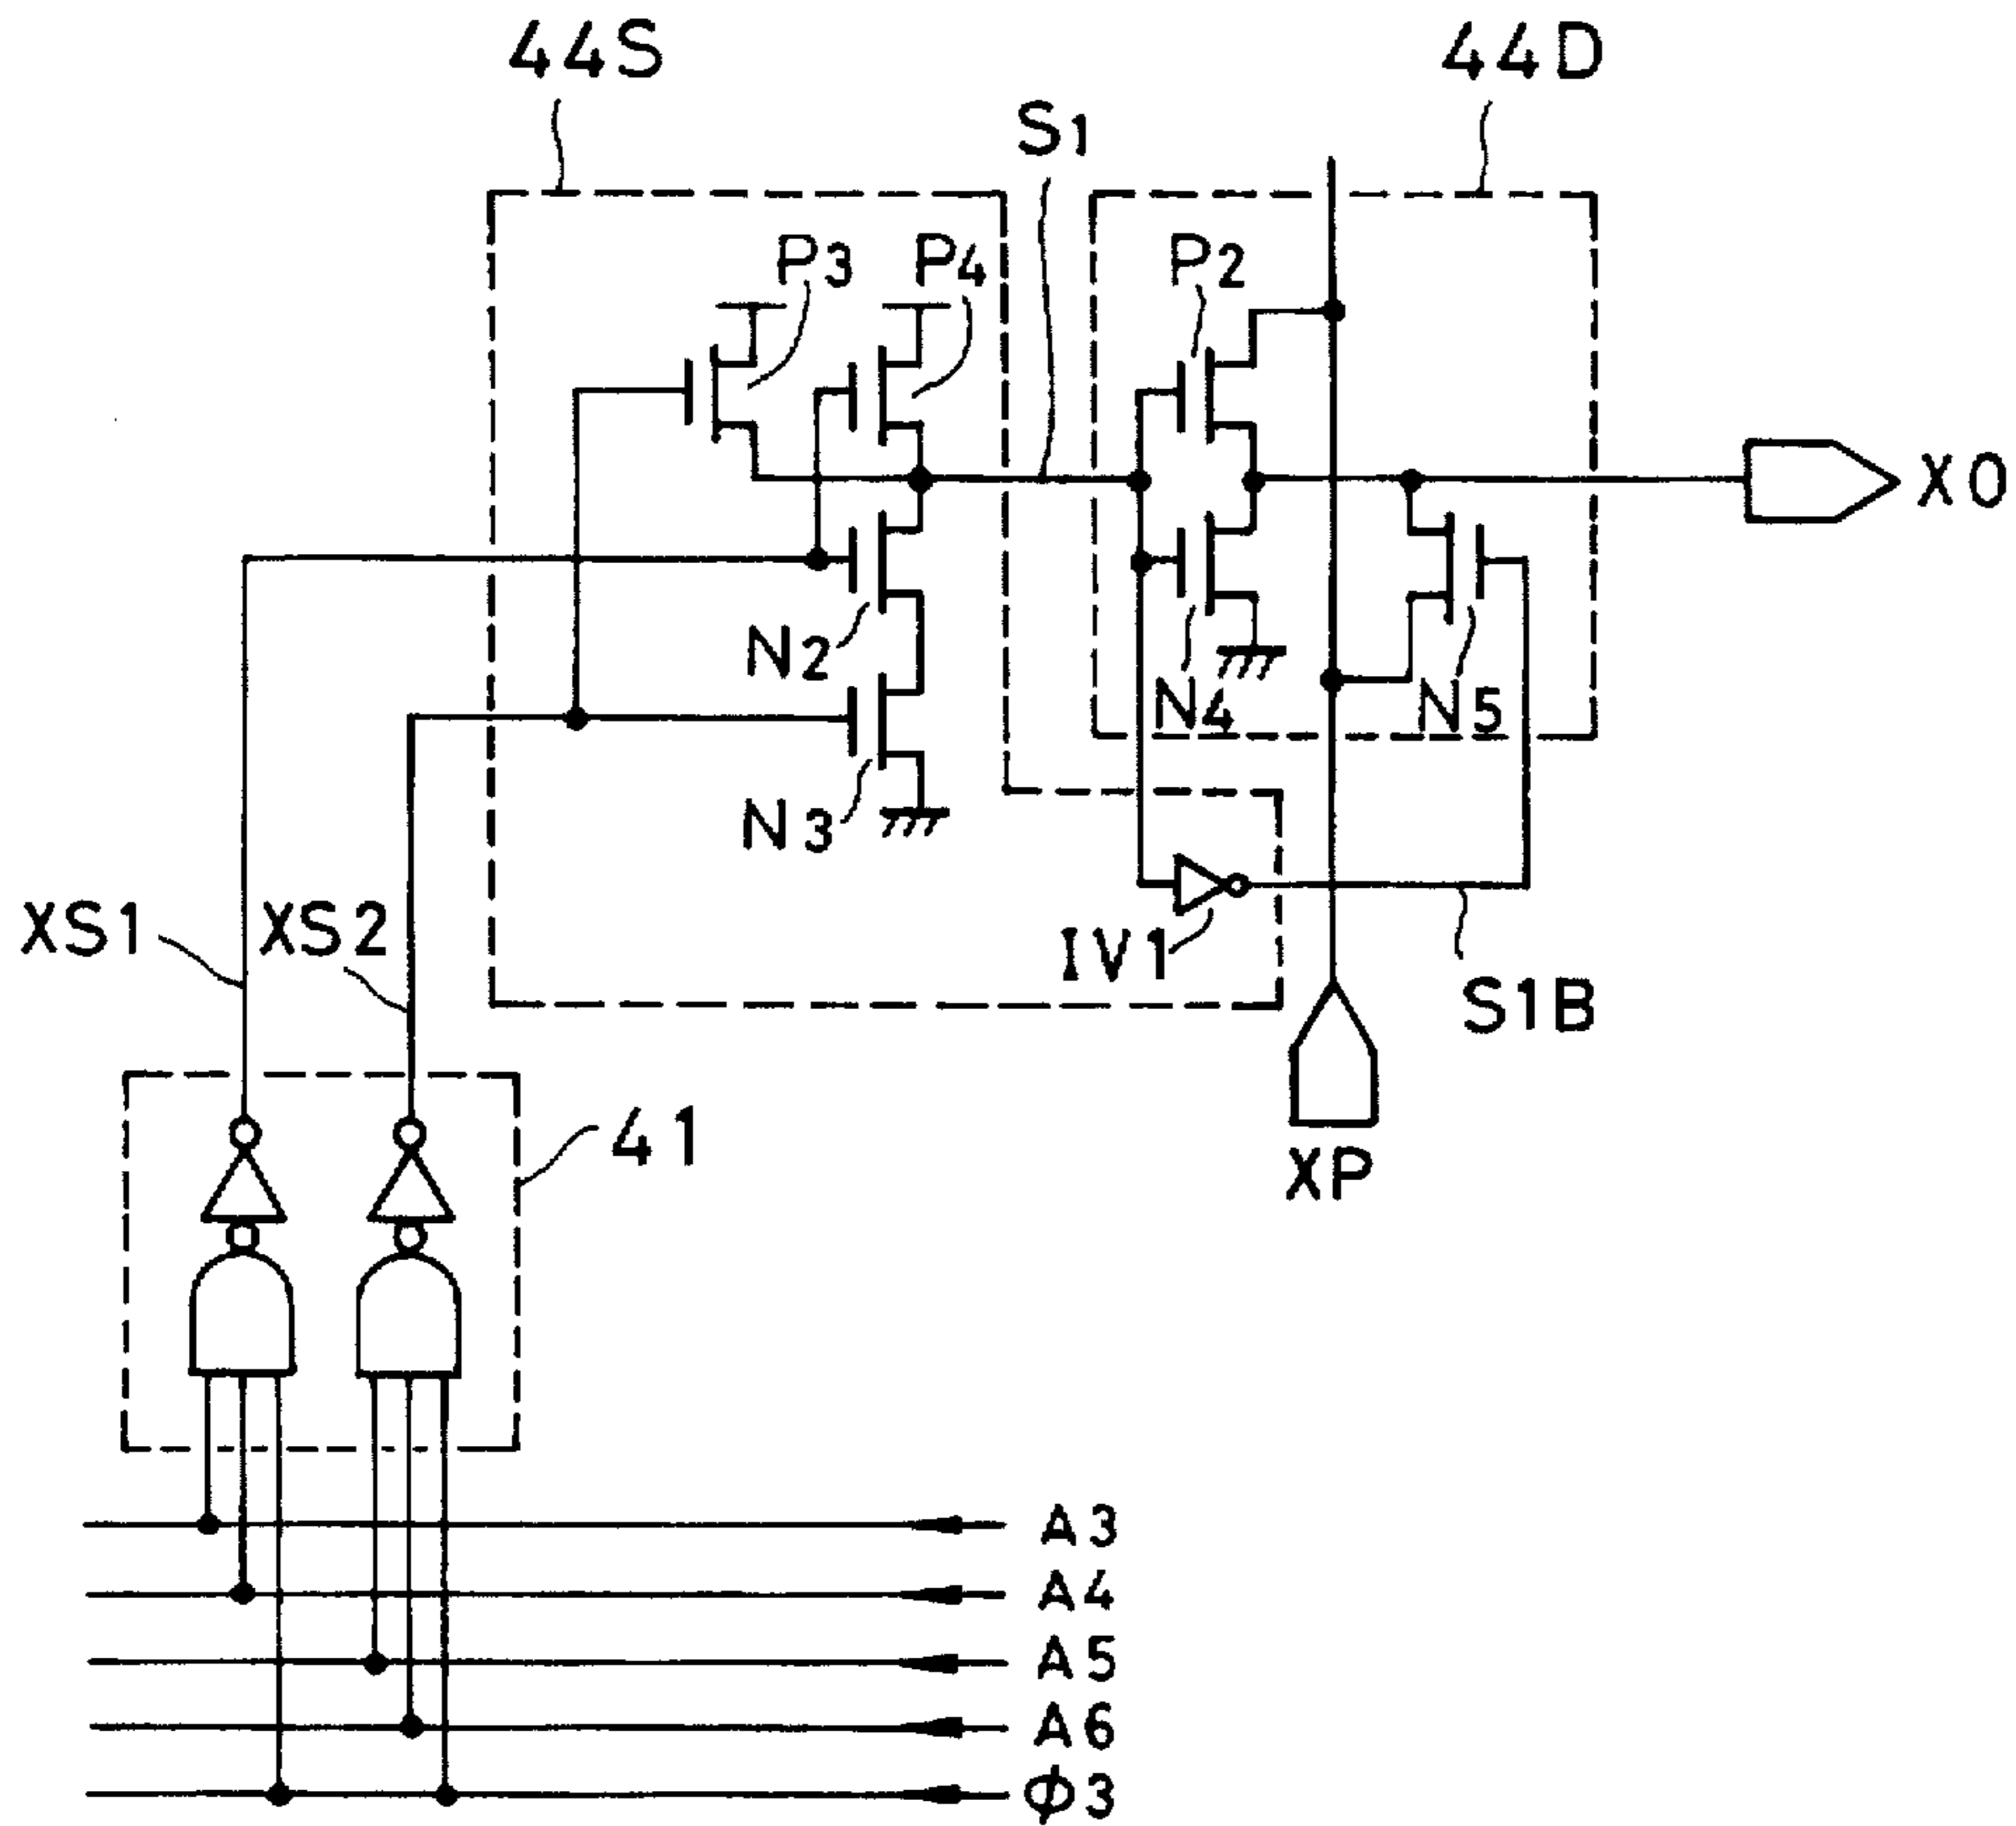 44S
44D
S1
P3
P4
P2
XO
N2
N4
N5
N3
XS1
XS2
IV1
S1B
41
XP
A3
A4
A5
A6
Φ3